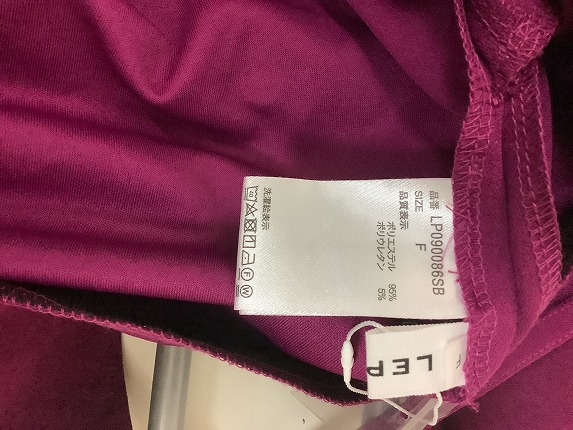 品番 LP090086SB
SIZE F
品質表示
ポリエステル 95%
ポリウレタン 5%
洗濯絵表示
LEP